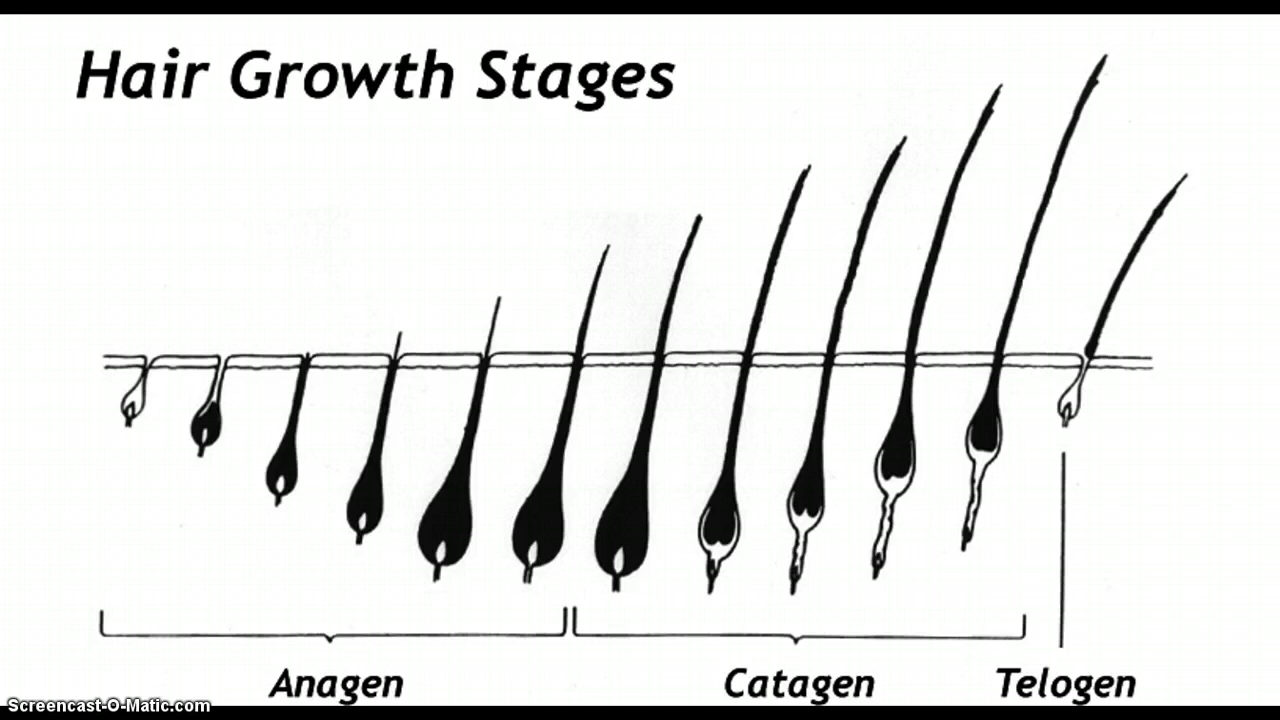 Hair Growth Stages
Anagen
Catagen
Telogen
Screencast-O-Matic.com